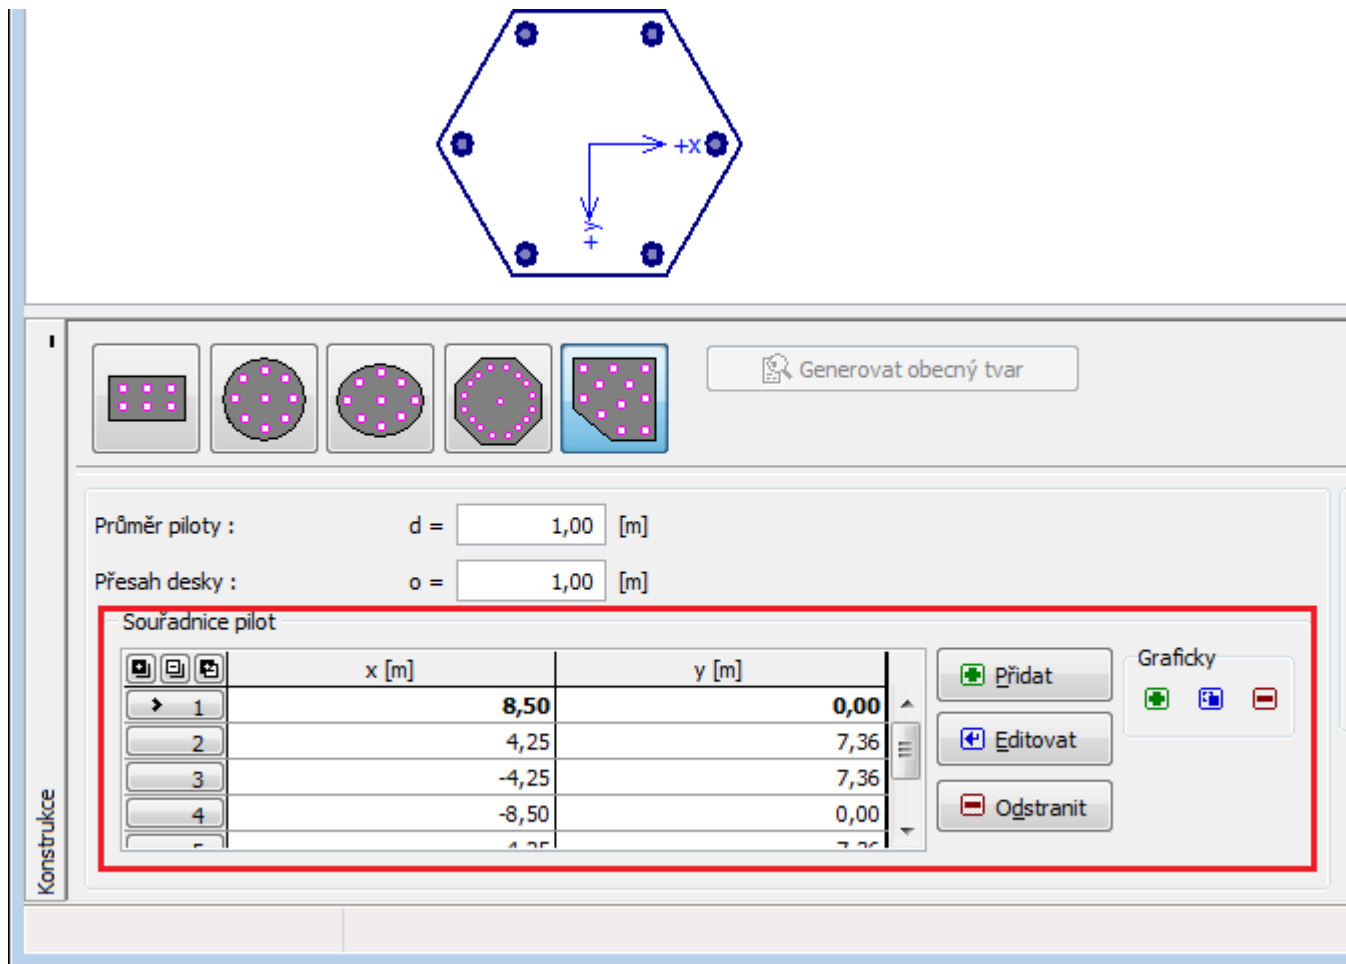 +x
+y
Generovat obecný tvar
Průměr piloty : d = 1,00 [m]
Přesah desky : o = 1,00 [m]
Souřadnice pilot
x [m] y [m]
1 8,50 0,00
2 4,25 7,36
3 -4,25 7,36
4 -8,50 0,00
Přidat
Editovat
Odstranit
Graficky
Konstrukce